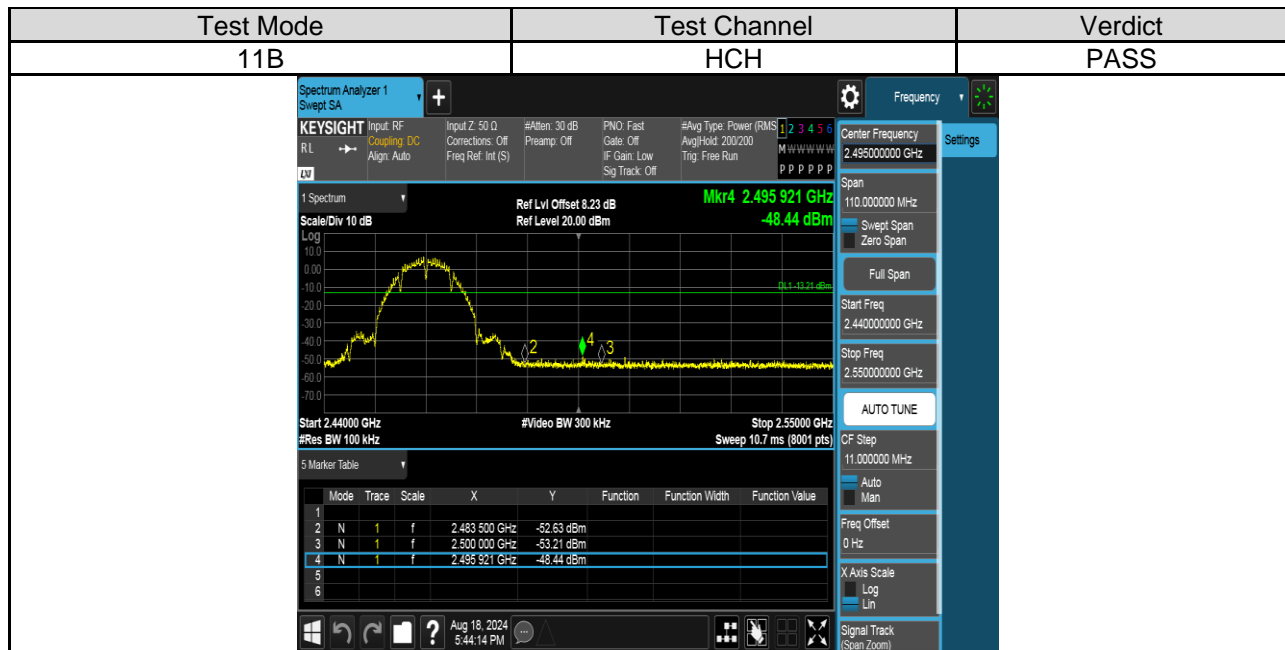 Test Mode Test Channel Verdict
11B HCH PASS
Spectrum Analyzer 1
Swept SA
+
Frequency
KEYSIGHT
RL
LXI
Input: RF
Coupling: DC
Align: Auto
Input Z: 50 Ω
Corrections: Off
Freq Ref: Int (S)
#Atten: 30 dB
Preamp: Off
PNO: Fast
Gate: Off
IF Gain: Low
Sig Track: Off
#Avg Type: Power (RMS
Avg|Hold: 200/200
Trig: Free Run
1 2 3 4 5 6
M W W W W W
P P P P P P
1 Spectrum
Scale/Div 10 dB
Ref Lvl Offset 8.23 dB
Ref Level 20.00 dBm
Mkr4 2.495 921 GHz
-48.44 dBm
Log
10.0
0.00
-10.0
-20.0
-30.0
-40.0
-50.0
-60.0
-70.0
DL1 -13.21 dBm
2
4
3
Start 2.44000 GHz
#Video BW 300 kHz
Stop 2.55000 GHz
#Res BW 100 kHz
Sweep 10.7 ms (8001 pts)
5 Marker Table
Mode Trace Scale X Y Function Function Width Function Value
1
2 N 1 f 2.483 500 GHz -52.63 dBm
3 N 1 f 2.500 000 GHz -53.21 dBm
4 N 1 f 2.495 921 GHz -48.44 dBm
5
6
?
Aug 18, 2024
5:44:14 PM
Center Frequency
2.495000000 GHz
Settings
Span
110.000000 MHz
Swept Span
Zero Span
Full Span
Start Freq
2.440000000 GHz
Stop Freq
2.550000000 GHz
AUTO TUNE
CF Step
11.000000 MHz
Auto
Man
Freq Offset
0 Hz
X Axis Scale
Log
Lin
Signal Track
(Span Zoom)